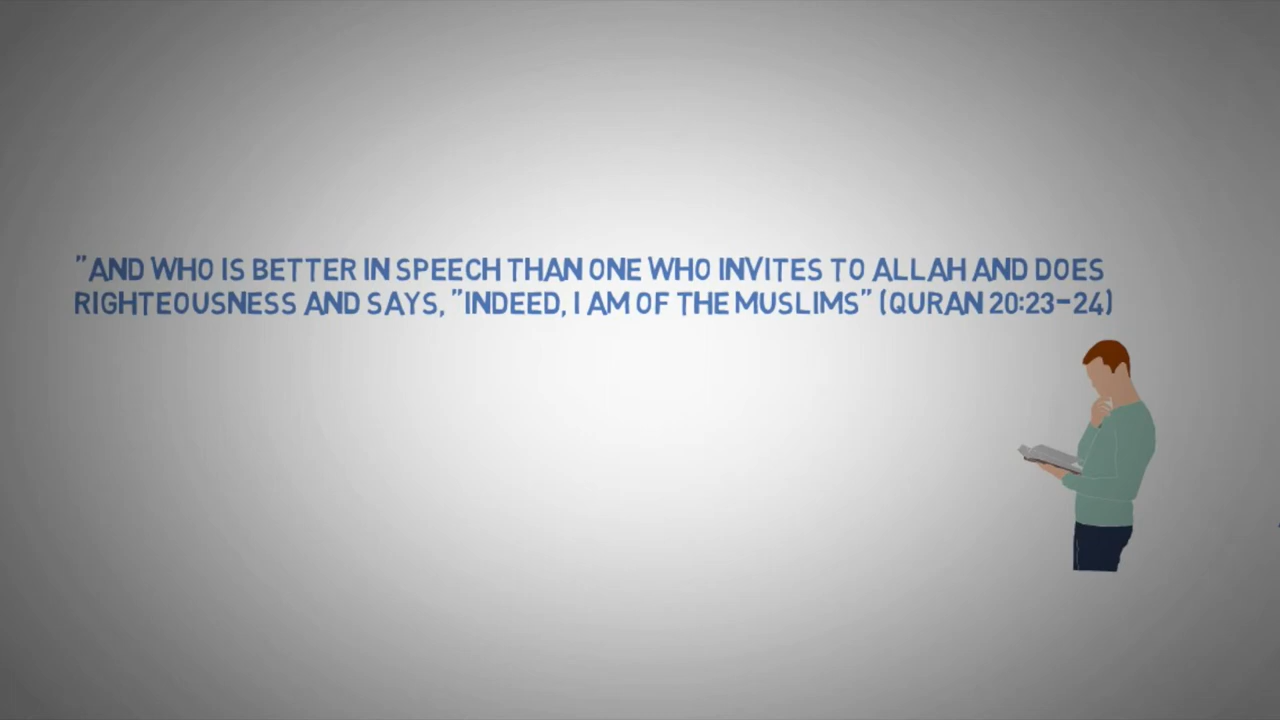 "AND WHO IS BETTER IN SPEECH THAN ONE WHO INVITES TO ALLAH AND DOES
RIGHTEOUSNESS AND SAYS, "INDEED, I AM OF THE MUSLIMS" (QURAN 20:23-24)